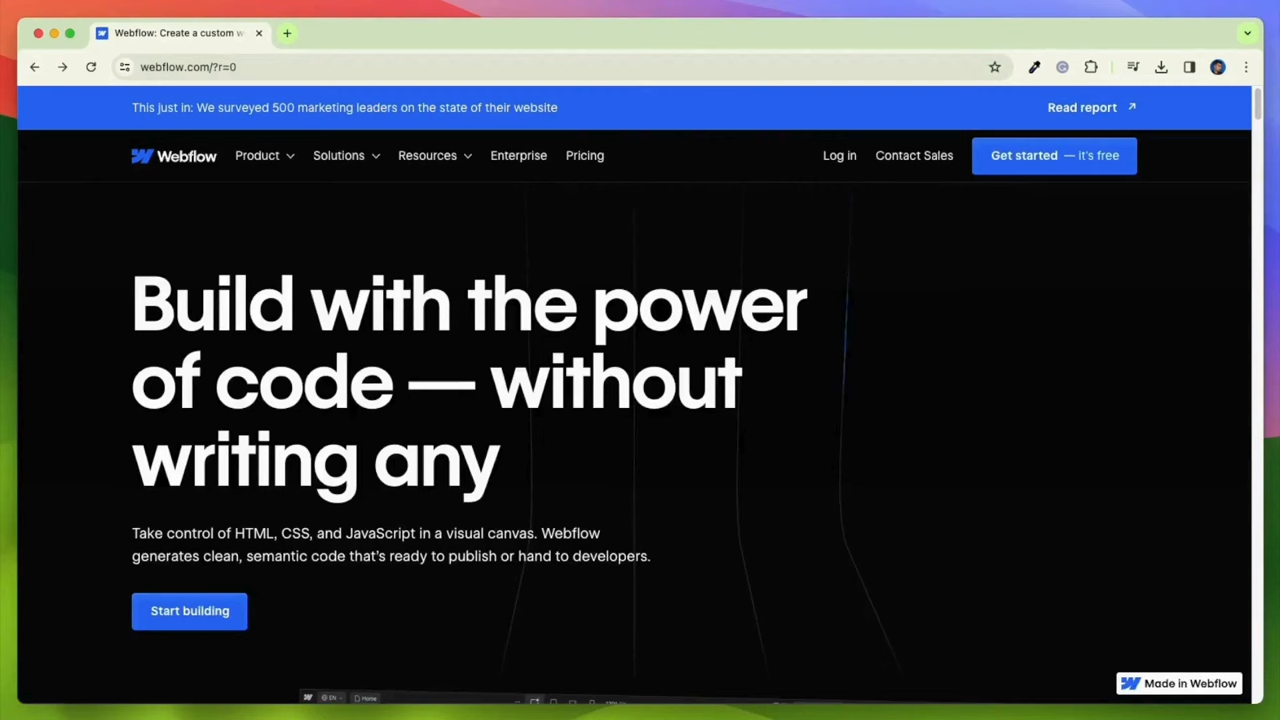 Webflow: Create a custom w
webflow.com/?r=0
This just in: We surveyed 500 marketing leaders on the state of their website
Read report
Webflow
Product
Solutions
Resources
Enterprise
Pricing
Log in
Contact Sales
Get started — it's free
Build with the power
of code — without
writing any
Take control of HTML, CSS, and JavaScript in a visual canvas. Webflow
generates clean, semantic code that's ready to publish or hand to developers.
Start building
Made in Webflow
EN
Home